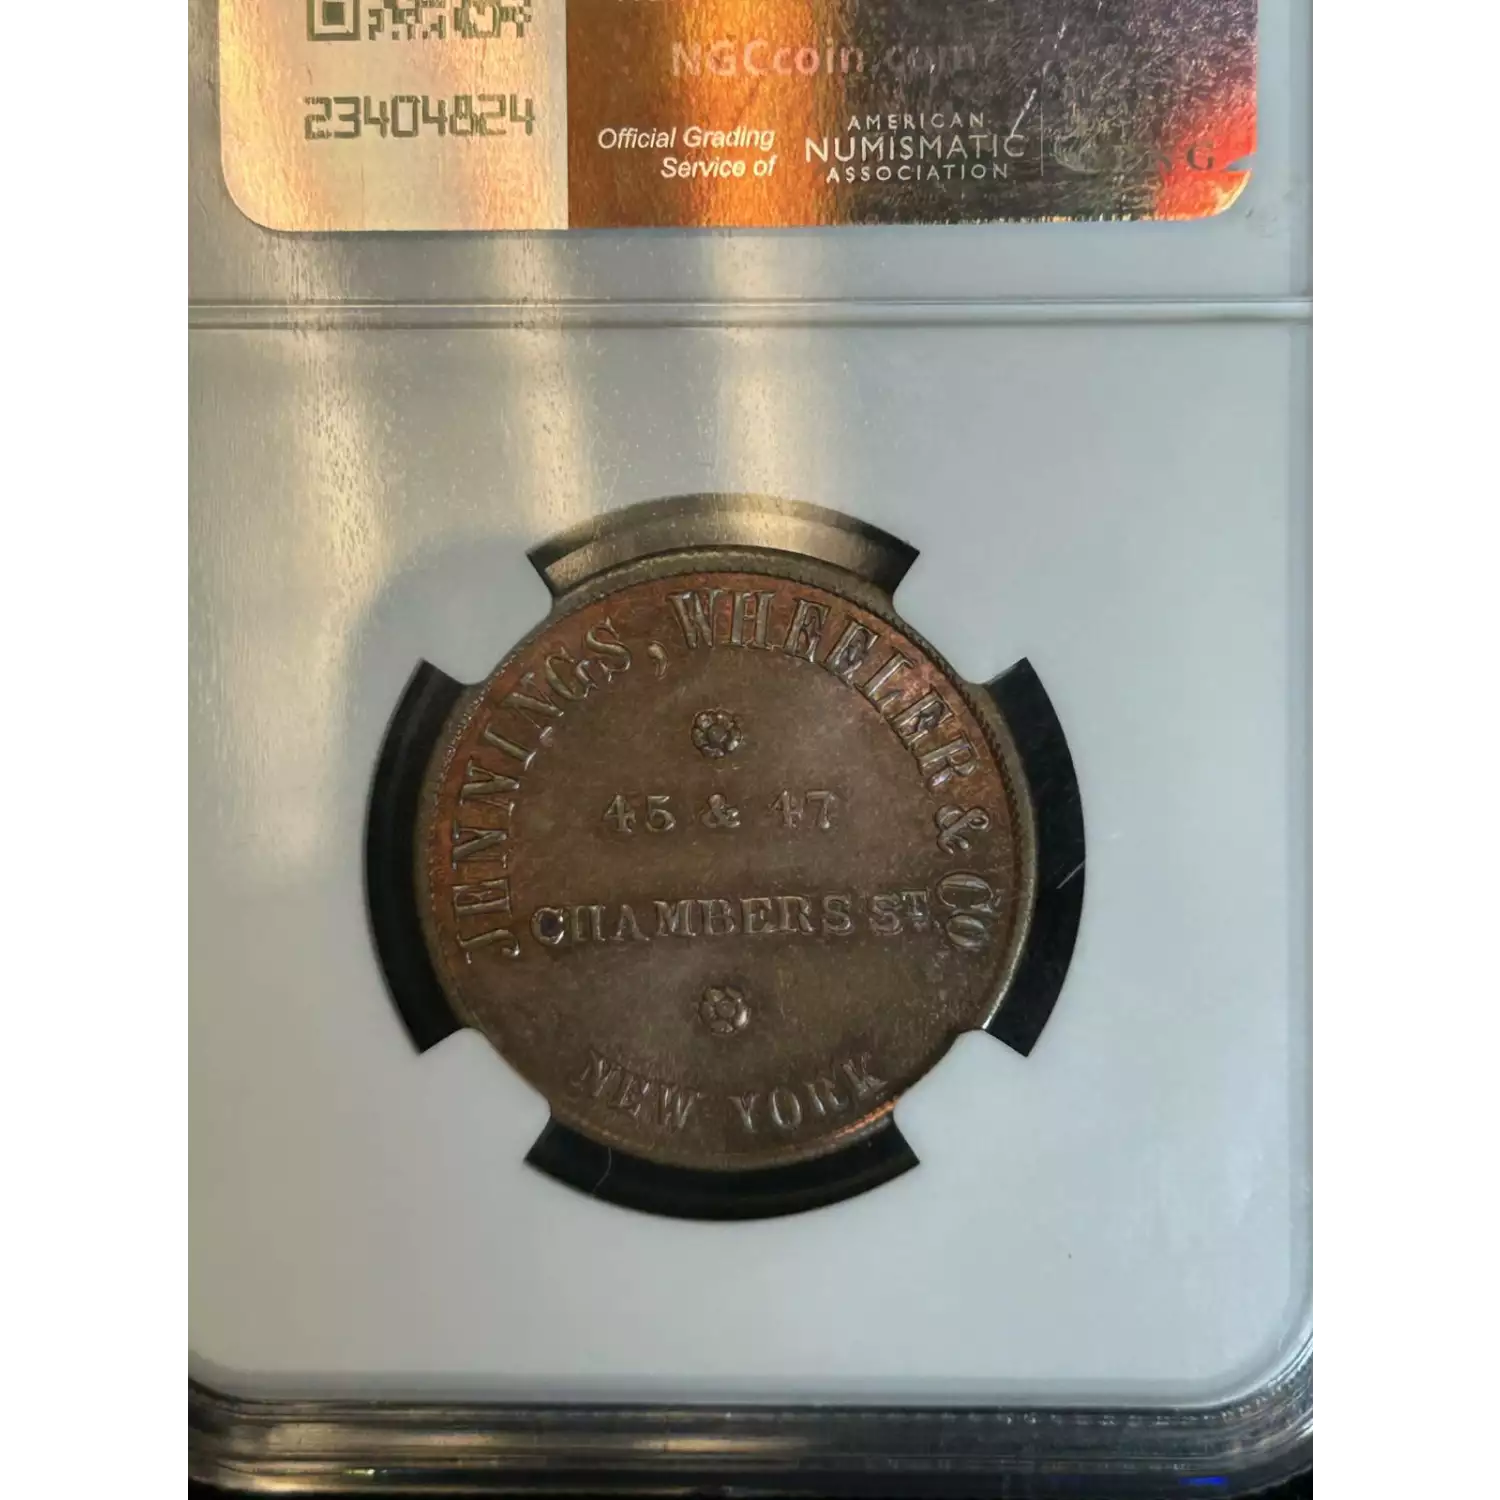 NGCcoin.com
23404824
Official Grading
Service of
AMERICAN
NUMISMATIC
ASSOCIATION
JENNINGS, WHEELER & Co
45 & 47
CHAMBERS ST.
NEW YORK